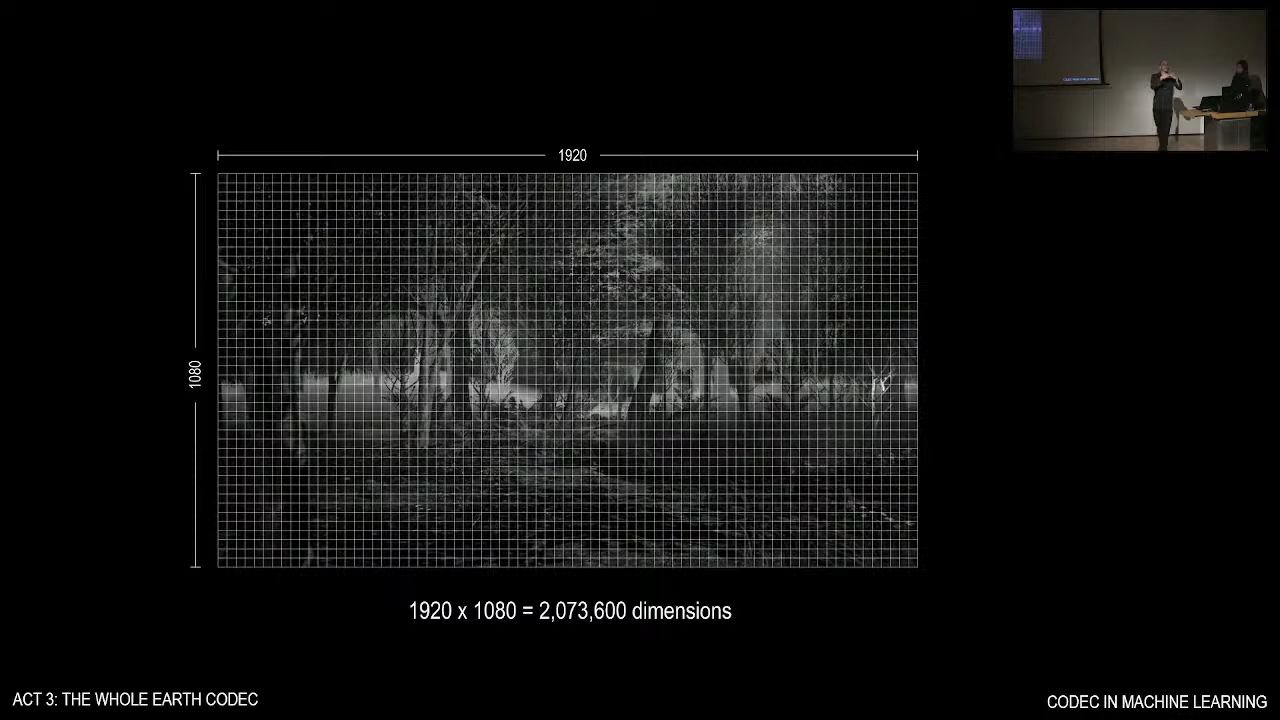 1920
1080
1920 x 1080 = 2,073,600 dimensions
ACT 3: THE WHOLE EARTH CODEC
CODEC IN MACHINE LEARNING